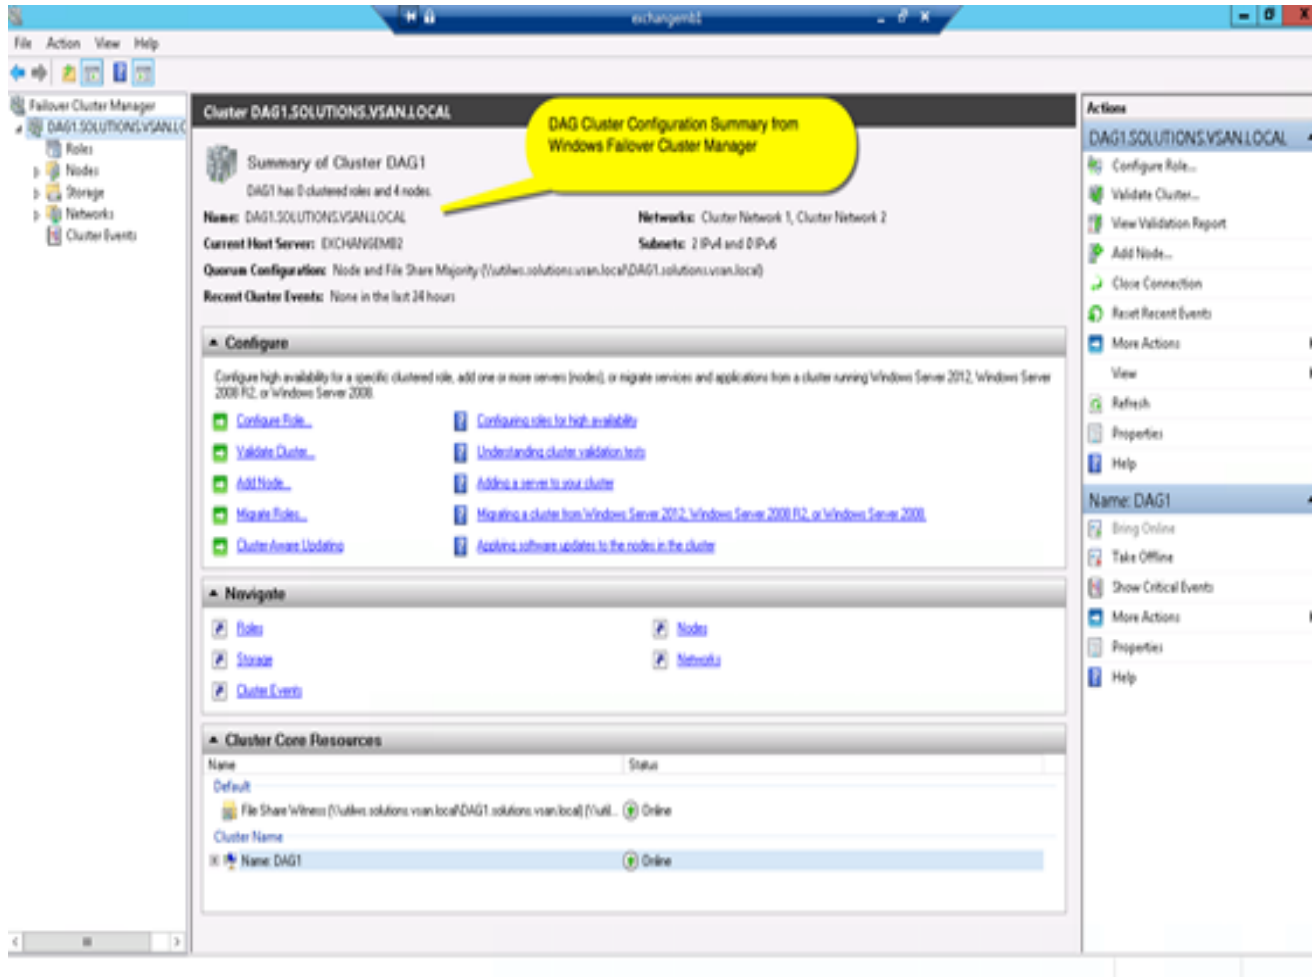 exchangemb1
File Action View Help
Failover Cluster Manager
DAG1.SOLUTIONS.VSAN.LC
Roles
Nodes
Storage
Networks
Cluster Events
Cluster DAG1.SOLUTIONS.VSAN.LOCAL
DAG Cluster Configuration Summary from
Windows Failover Cluster Manager
Summary of Cluster DAG1
DAG1 has 0 clustered roles and 4 nodes.
Name: DAG1.SOLUTIONS.VSAN.LOCAL
Networks: Cluster Network 1, Cluster Network 2
Current Host Server: EXCHANGEMB2
Subnets: 2 IPv4 and 0 IPv6
Quorum Configuration: Node and File Share Majority (\\utilws.solutions.vsan.local\DAG1.solutions.vsan.local)
Recent Cluster Events: None in the last 24 hours
Configure
Configure high availability for a specific clustered role, add one or more servers (nodes), or migrate services and applications from a cluster running Windows Server 2012, Windows Server
2008 R2, or Windows Server 2008.
Configure Role...
Configuring roles for high availability
Validate Cluster...
Understanding cluster validation tests
Add Node...
Adding a server to your cluster
Migrate Roles...
Migrating a cluster from Windows Server 2012, Windows Server 2008 R2, or Windows Server 2008.
Cluster-Aware Updating
Applying software updates to the nodes in the cluster
Navigate
Roles
Nodes
Storage
Networks
Cluster Events
Cluster Core Resources
Name Status
Default
File Share Witness (\\utilws.solutions.vsan.local\DAG1.solutions.vsan.local) (\\util... Online
Cluster Name
Name: DAG1 Online
Actions
DAG1.SOLUTIONS.VSAN.LOCAL
Configure Role...
Validate Cluster...
View Validation Report
Add Node...
Close Connection
Reset Recent Events
More Actions
View
Refresh
Properties
Help
Name: DAG1
Bring Online
Take Offline
Show Critical Events
More Actions
Properties
Help